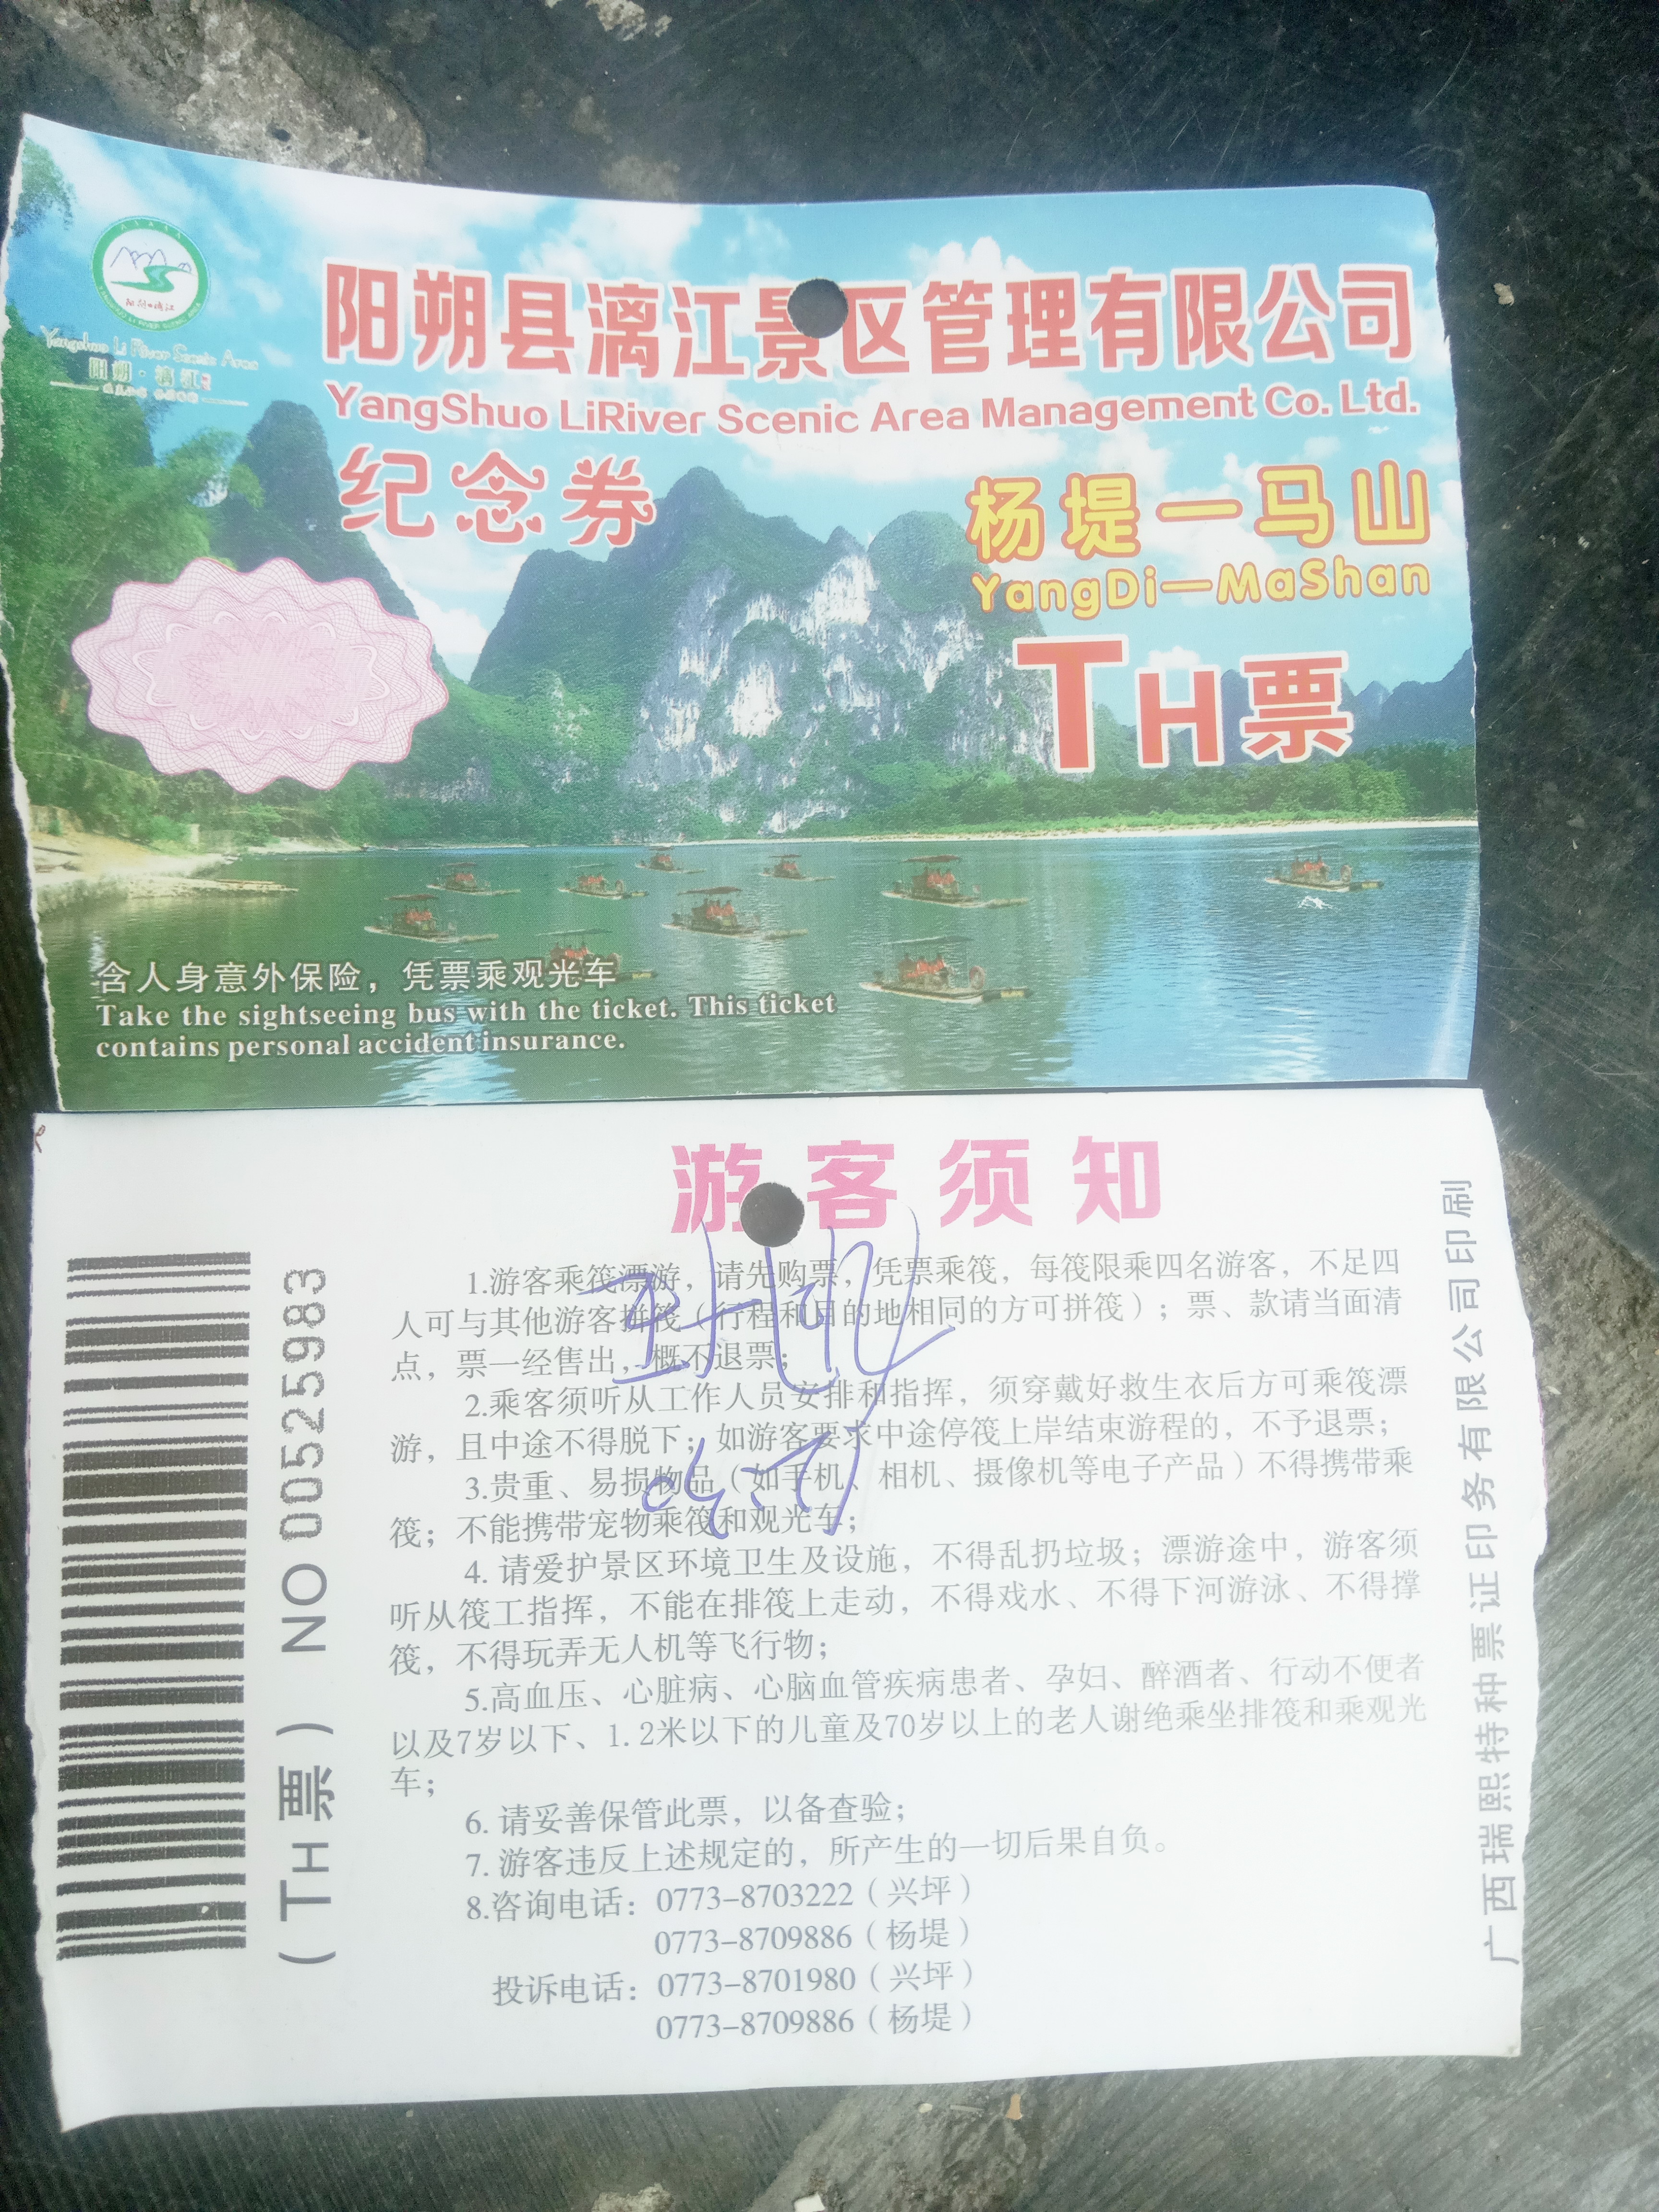 Yangshuo Li River Scenic Area
阳朔·漓江
阳朔县漓江景区管理有限公司
YangShuo LiRiver Scenic Area Management Co. Ltd.
纪念券
杨堤—马山
YangDi—MaShan
TH票
含人身意外保险，凭票乘观光车
Take the sightseeing bus with the ticket. This ticket
contains personal accident insurance.
游客须知
1.游客乘筏漂游，请先购票，凭票乘筏，每筏限乘四名游客，不足四
人可与其他游客拼筏（行程和目的地相同的方可拼筏）；票、款请当面清
点，票一经售出，概不退票；
2.乘客须听从工作人员安排和指挥，须穿戴好救生衣后方可乘筏漂
游，且中途不得脱下；如游客要求中途停筏上岸结束游程的，不予退票；
3.贵重、易损物品（如手机、相机、摄像机等电子产品）不得携带乘
筏；不能携带宠物乘筏和观光车；
4. 请爱护景区环境卫生及设施，不得乱扔垃圾；漂游途中，游客须
听从筏工指挥，不能在排筏上走动，不得戏水、不得下河游泳、不得撑
筏，不得玩弄无人机等飞行物；
5.高血压、心脏病、心脑血管疾病患者、孕妇、醉酒者、行动不便者
以及7岁以下、1.2米以下的儿童及70岁以上的老人谢绝乘坐排筏和乘观光
车；
6. 请妥善保管此票，以备查验；
7. 游客违反上述规定的，所产生的一切后果自负。
8.咨询电话：0773-8703222（兴坪）
0773-8709886（杨堤）
投诉电话：0773-8701980（兴坪）
0773-8709886（杨堤）
（TH票） NO 00525983
广西瑞熙特种票证印务有限公司印刷